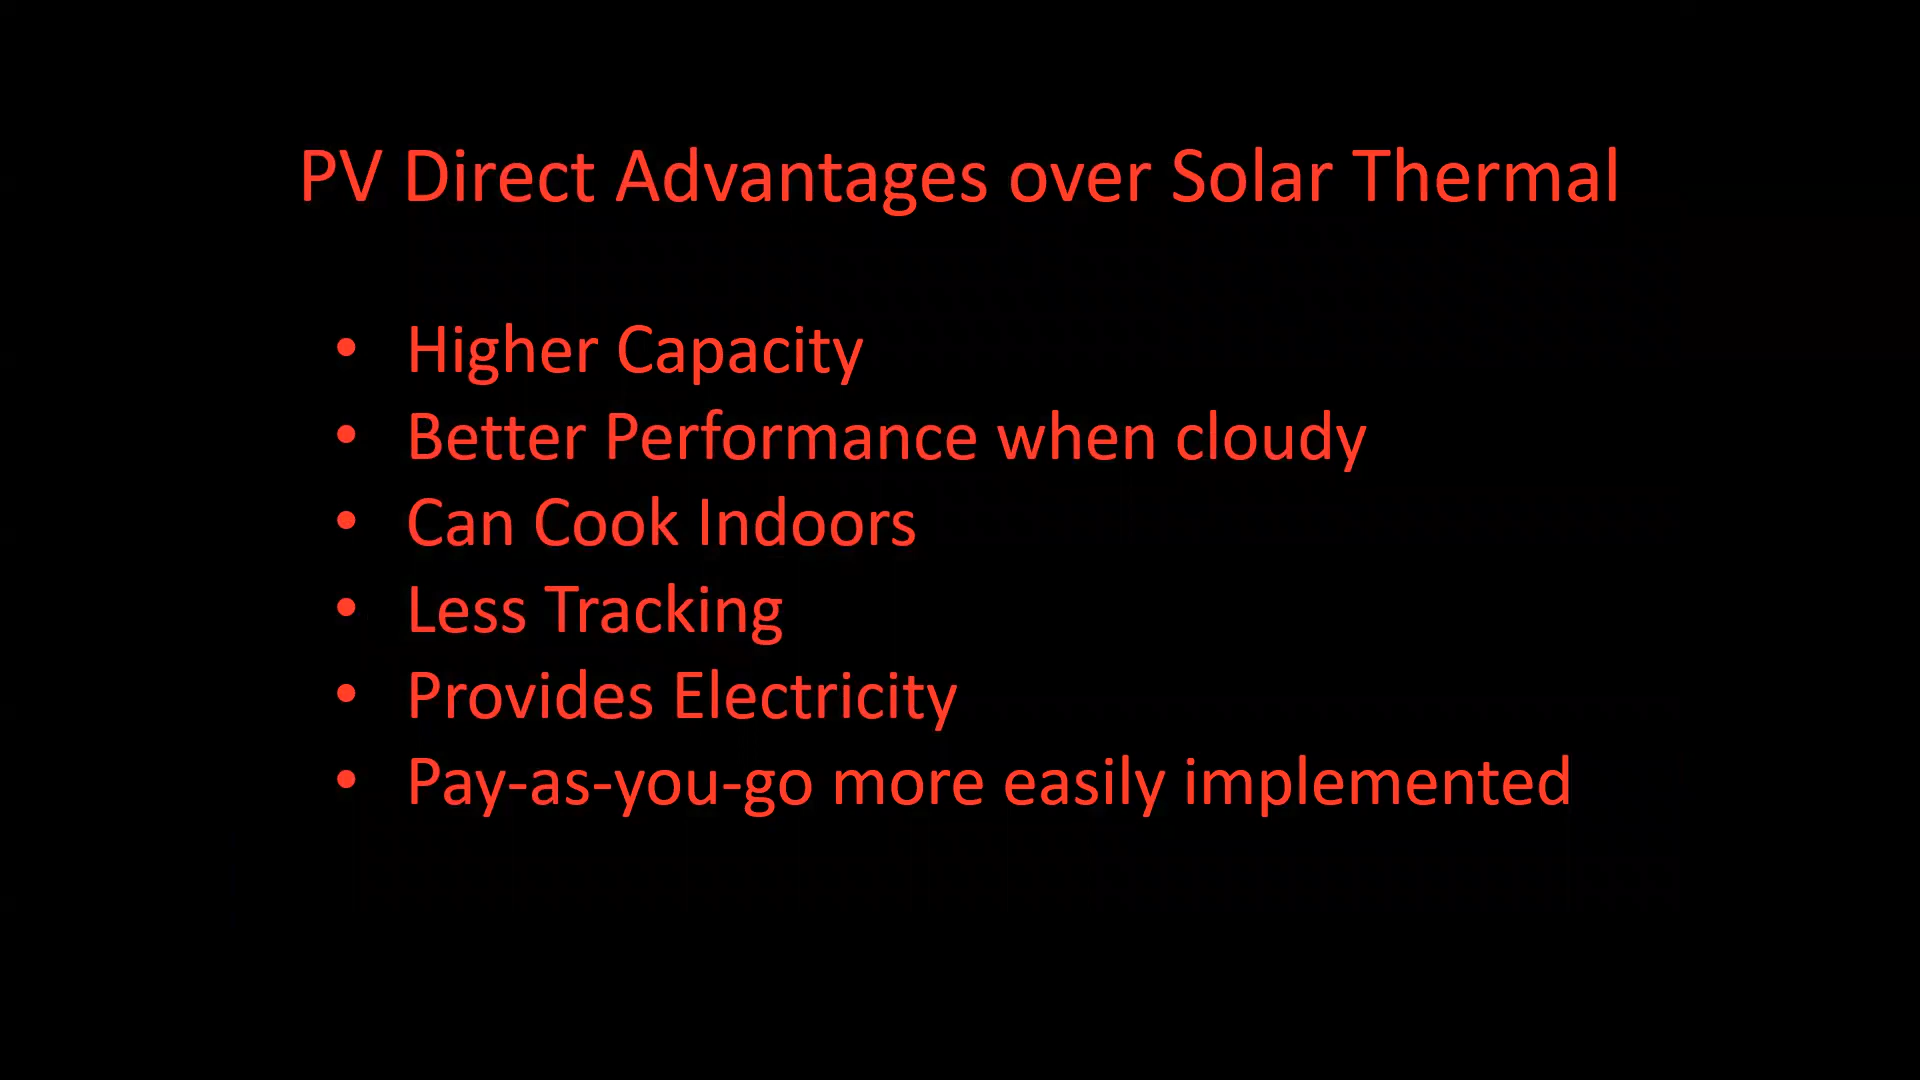 PV Direct Advantages over Solar Thermal
• Higher Capacity
• Better Performance when cloudy
• Can Cook Indoors
• Less Tracking
• Provides Electricity
• Pay-as-you-go more easily implemented